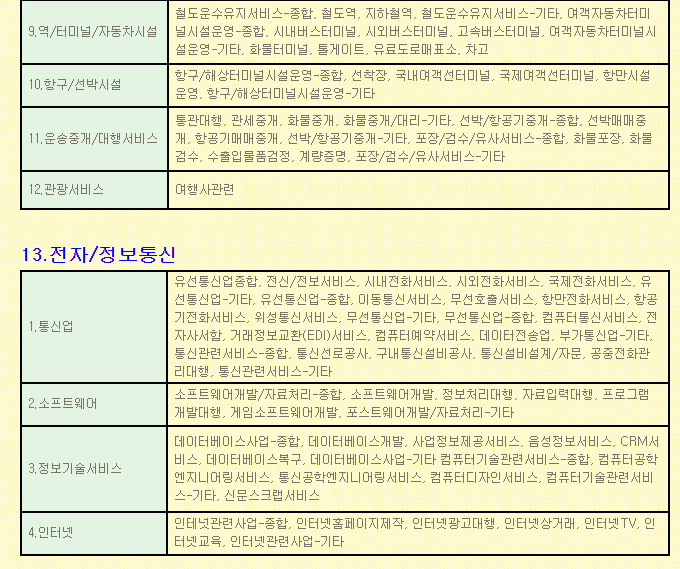 9.역/터미널/자동차시설
철도운수유지서비스-종합, 철도역, 지하철역, 철도운수유지서비스-기타, 여객자동차터미
널시설운영-종합, 시내버스터미널, 시외버스터미널, 고속버스터미널, 여객자동차터미널시
설운영-기타, 화물터미널, 톨게이트, 유료도로매표소, 차고
10.항구/선박시설
항구/해상터미널시설운영-종합, 선착장, 국내여객선터미널, 국제여객선터미널, 항만시설
운영, 항구/해상터미널시설운영-기타
11.운송중개/대행서비스
통관대행, 관세중개, 화물중개, 화물중개/대리-기타, 선박/항공기중개-종합, 선박매매중
개, 항공기매매중개, 선박/항공기중개-기타, 포장/검수/유사서비스-종합, 화물포장, 화물
검수, 수출입물품검정, 계량증명, 포장/검수/유사서비스-기타
12.관광서비스
여행사관련
13.전자/정보통신
1.통신업
유선통신업종합, 전신/전보서비스, 시내전화서비스, 시외전화서비스, 국제전화서비스, 유
선통신업-기타, 유선통신업-종합, 이동통신서비스, 무선호출서비스, 항만전화서비스, 항공
기전화서비스, 위성통신서비스, 무선통신업-기타, 무선통신업-종합, 컴퓨터통신서비스, 전
자사서함, 거래정보교환(EDI)서비스, 컴퓨터예약서비스, 데이터전송업, 부가통신업-기타,
통신관련서비스-종합, 통신선로공사, 구내통신설비공사, 통신설비설계/자문, 공중전화관
리대행, 통신관련서비스-기타
2.소프트웨어
소프트웨어개발/자료처리-종합, 소프트웨어개발, 정보처리대행, 자료입력대행, 프로그램
개발대행, 게임소프트웨어개발, 포스트웨어개발/자료처리-기타
3.정보기술서비스
데이터베이스사업-종합, 데이터베이스개발, 사업정보제공서비스, 음성정보서비스, CRM서
비스, 데이터베이스복구, 데이터베이스사업-기타 컴퓨터기술관련서비스-종합, 컴퓨터공학
엔지니어링서비스, 통신공학엔지니어링서비스, 컴퓨터디자인서비스, 컴퓨터기술관련서비
스-기타, 신문스크랩서비스
4.인터넷
인테넷관련사업-종합, 인터넷홈페이지제작, 인터넷광고대행, 인터넷상거래, 인터넷TV, 인
터넷교육, 인터넷관련사업-기타